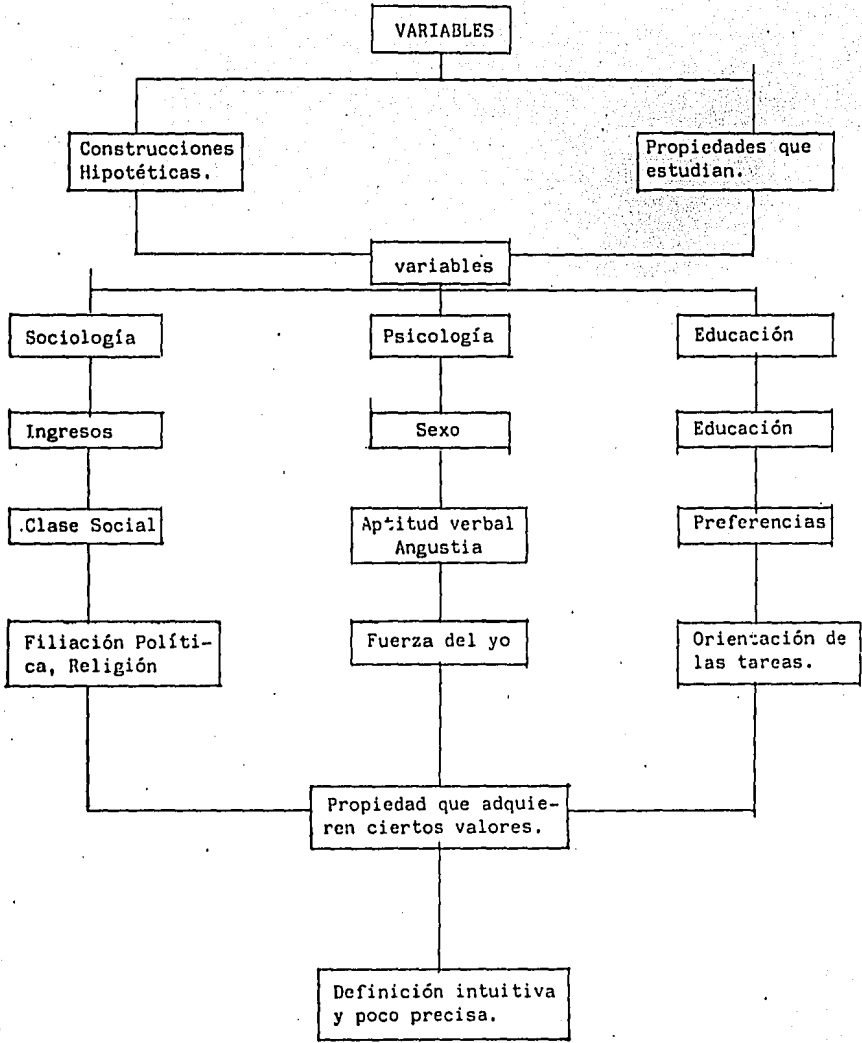 VARIABLES
Construcciones
Hipotéticas.
Propiedades que
estudian.
variables
Sociología
Psicología
Educación
Ingresos
Sexo
Educación
.Clase Social
Aptitud verbal
Angustia
Preferencias
Filiación Políti-
ca, Religión
Fuerza del yo
Orientación de
las tareas.
Propiedad que adquie-
ren ciertos valores.
Definición intuitiva
y poco precisa.